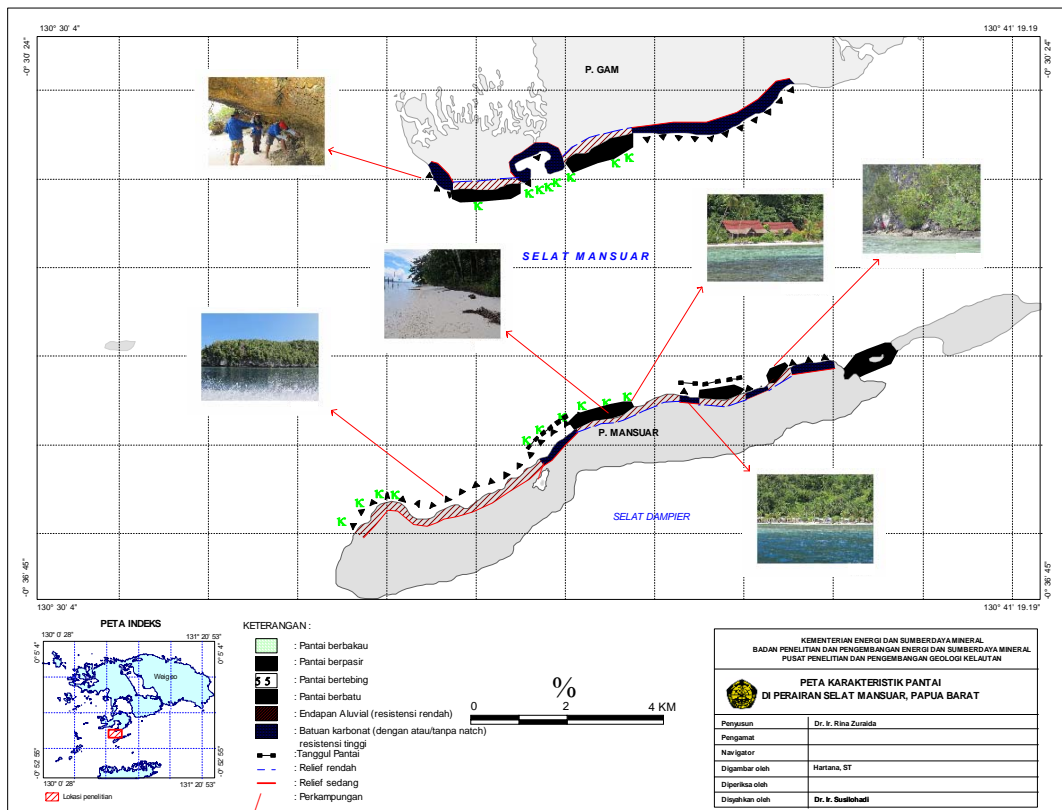 130° 30' 4"
130° 41' 19.19
-0° 30' 24"
-0° 30' 24"
P. GAM
SELAT MANSUAR
P. MANSUAR
SELAT DAMPIER
K
K K K K
K K
K K K K K
K K K K
-0° 36' 45"
-0° 36' 45"
130° 30' 4"
130° 41' 19.19"
PETA INDEKS
130° 0' 28"
131° 20' 53"
0° 5' 4"
0° 5' 4"
Waigeo
-0° 52' 55"
-0° 52' 55"
130° 0' 28"
131° 20' 53"
Lokasi penelitian
KETERANGAN :
: Pantai berbakau
: Pantai berpasir
5 5 : Pantai bertebing
: Pantai berbatu
: Endapan Aluvial (resistensi rendah)
: Batuan karbonat (dengan atau/tanpa natch)
resistensi tinggi
:Tanggul Pantai
: Relief rendah
: Relief sedang
: Perkampungan
%
0 2 4 KM
KEMENTERIAN ENERGI DAN SUMBERDAYA MINERAL
BADAN PENELITIAN DAN PENGEMBANGAN ENERGI DAN SUMBERDAYA MINERAL
PUSAT PENELITIAN DAN PENGEMBANGAN GEOLOGI KELAUTAN
PETA KARAKTERISTIK PANTAI
DI PERAIRAN SELAT MANSUAR, PAPUA BARAT
Penyusun Dr. Ir. Rina Zuraida
Pengamat
Navigator
Digambar oleh Hartana, ST
Diperiksa oleh
Disyahkan oleh Dr. Ir. Susilohadi